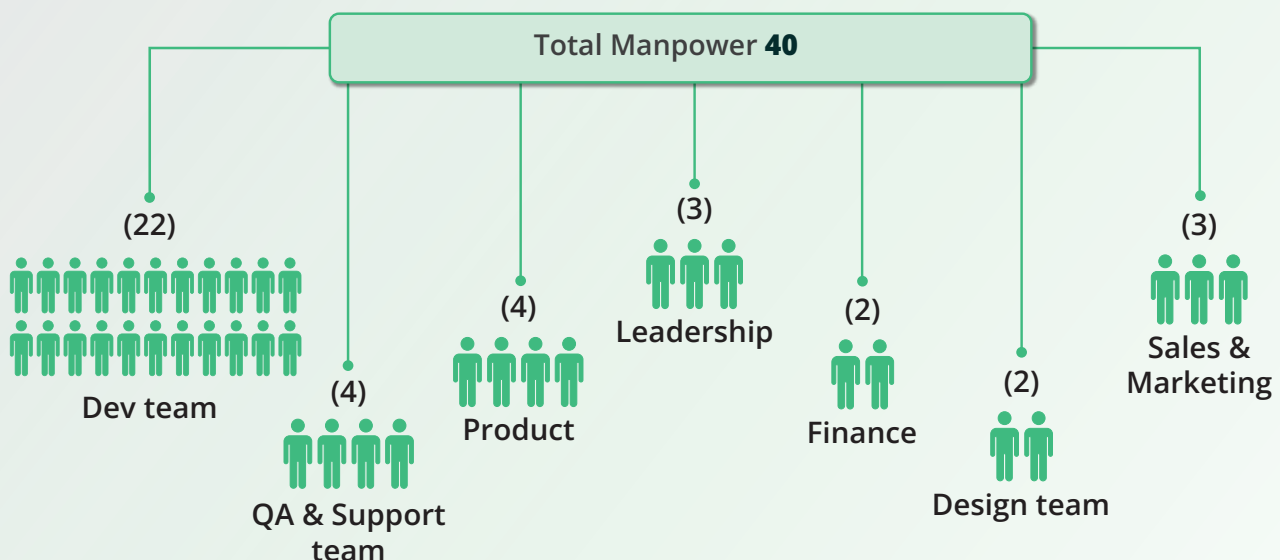 Total Manpower 40
(22)
Dev team
(4)
QA & Support
team
(4)
Product
(3)
Leadership
(2)
Finance
(2)
Design team
(3)
Sales &
Marketing